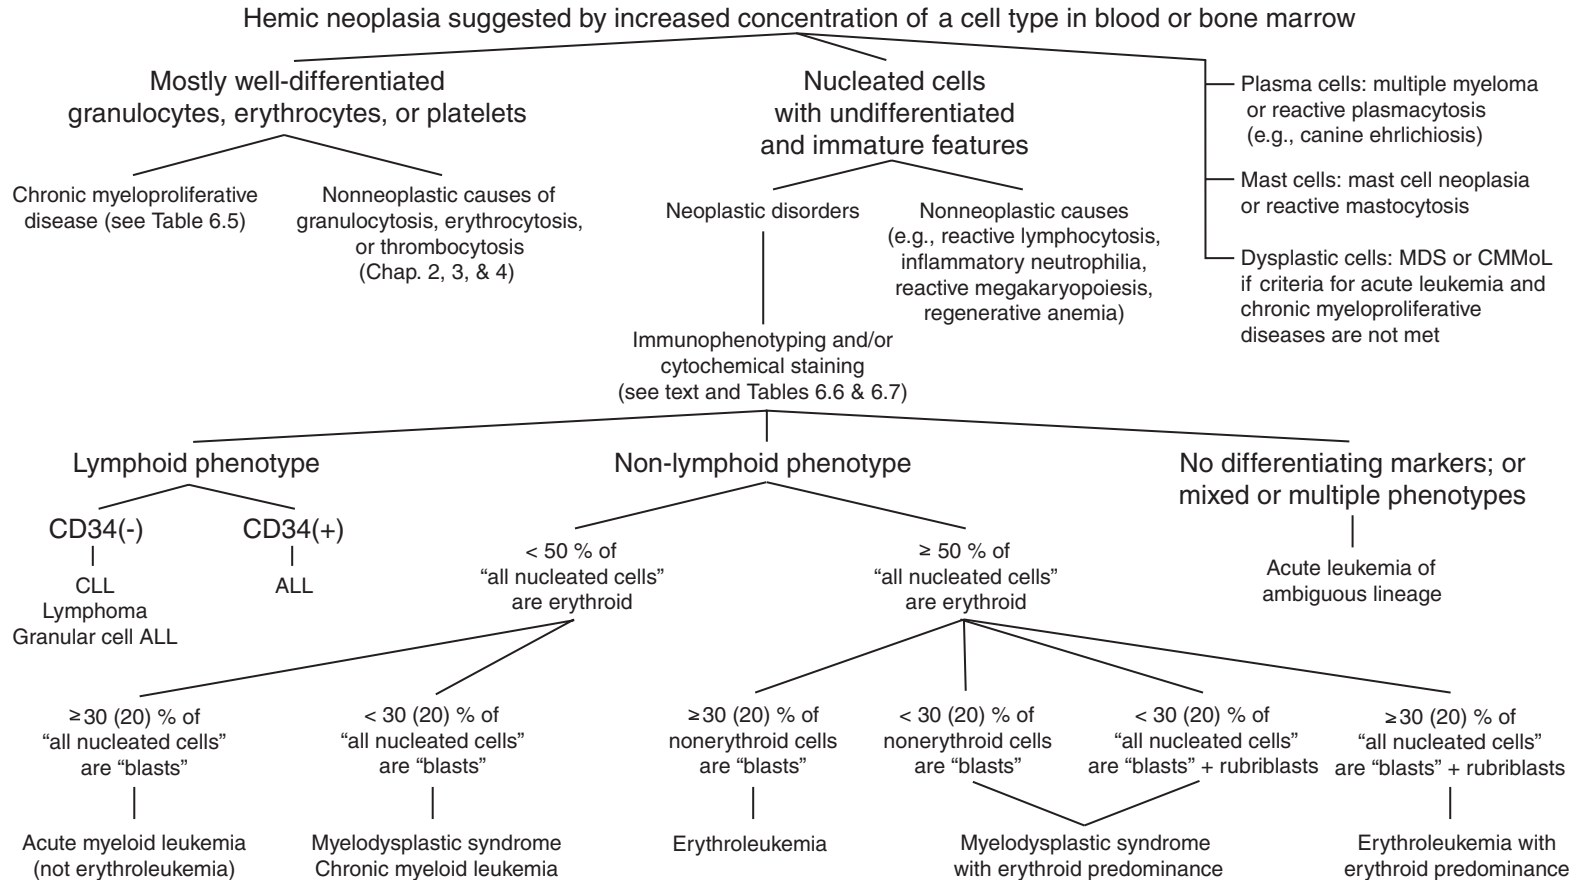 Hemic neoplasia suggested by increased concentration of a cell type in blood or bone marrow
Mostly well-differentiated
granulocytes, erythrocytes, or platelets
Chronic myeloproliferative
disease (see Table 6.5)
Nonneoplastic causes of
granulocytosis, erythrocytosis,
or thrombocytosis
(Chap. 2, 3, & 4)
Nucleated cells
with undifferentiated
and immature features
Neoplastic disorders
Nonneoplastic causes
(e.g., reactive lymphocytosis,
inflammatory neutrophilia,
reactive megakaryopoiesis,
regenerative anemia)
Plasma cells: multiple myeloma
or reactive plasmacytosis
(e.g., canine ehrlichiosis)
Mast cells: mast cell neoplasia
or reactive mastocytosis
Dysplastic cells: MDS or CMMoL
if criteria for acute leukemia and
chronic myeloproliferative
diseases are not met
Immunophenotyping and/or
cytochemical staining
(see text and Tables 6.6 & 6.7)
Lymphoid phenotype
CD34(-)
CLL
Lymphoma
Granular cell ALL
CD34(+)
ALL
Non-lymphoid phenotype
< 50 % of
“all nucleated cells”
are erythroid
≥ 50 % of
“all nucleated cells”
are erythroid
No differentiating markers; or
mixed or multiple phenotypes
Acute leukemia of
ambiguous lineage
≥30 (20) % of
“all nucleated cells”
are “blasts”
Acute myeloid leukemia
(not erythroleukemia)
< 30 (20) % of
“all nucleated cells”
are “blasts”
Myelodysplastic syndrome
Chronic myeloid leukemia
≥30 (20) % of
nonerythroid cells
are “blasts”
Erythroleukemia
< 30 (20) % of
nonerythroid cells
are “blasts”
< 30 (20) % of
“all nucleated cells”
are “blasts” + rubriblasts
Myelodysplastic syndrome
with erythroid predominance
≥30 (20) % of
“all nucleated cells”
are “blasts” + rubriblasts
Erythroleukemia with
erythroid predominance